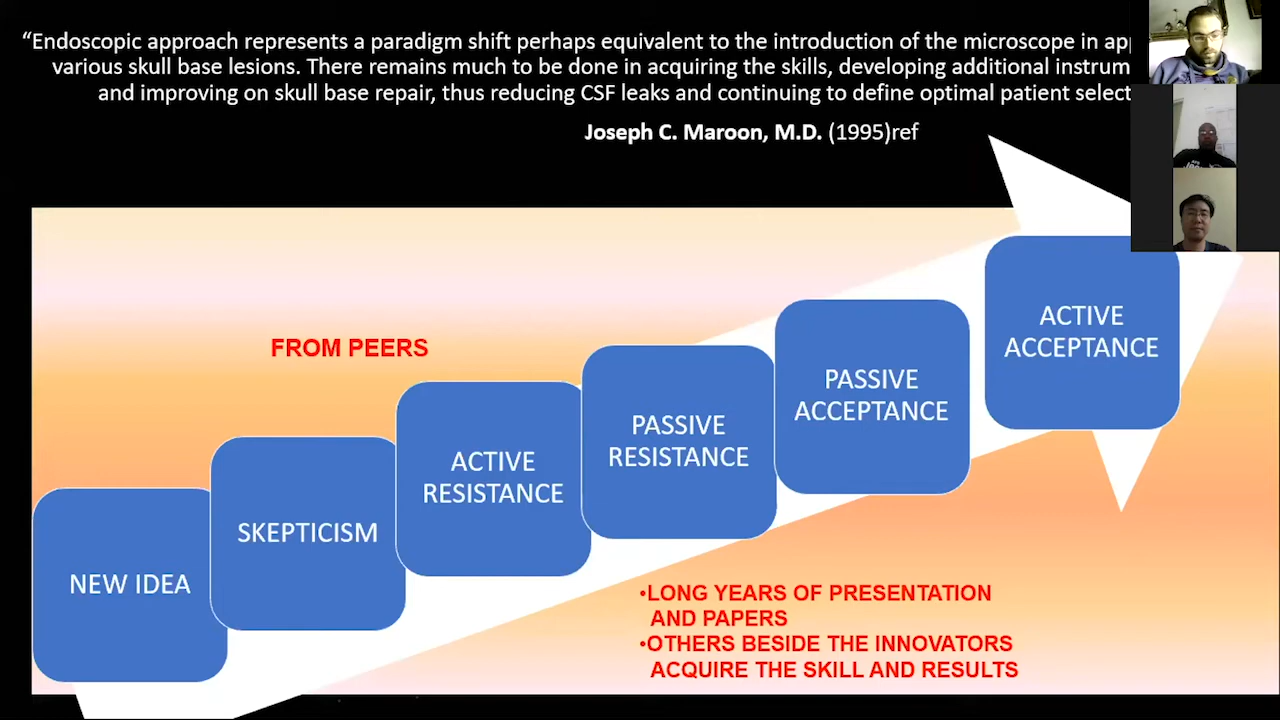 “Endoscopic approach represents a paradigm shift perhaps equivalent to the introduction of the microscope in
various skull base lesions. There remains much to be done in acquiring the skills, developing additional
and improving on skull base repair, thus reducing CSF leaks and continuing to define optimal patient
Joseph C. Maroon, M.D. (1995)ref
ACTIVE
ACCEPTANCE
FROM PEERS
PASSIVE
ACCEPTANCE
PASSIVE
RESISTANCE
ACTIVE
RESISTANCE
SKEPTICISM
NEW IDEA
•LONG YEARS OF PRESENTATION
AND PAPERS
•OTHERS BESIDE THE INNOVATORS
ACQUIRE THE SKILL AND RESULTS